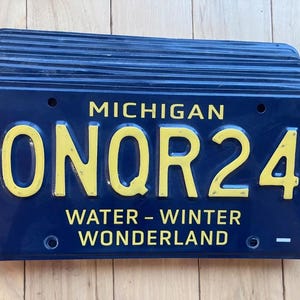 MICHIGAN
0NQR24
WATER – WINTER
WONDERLAND